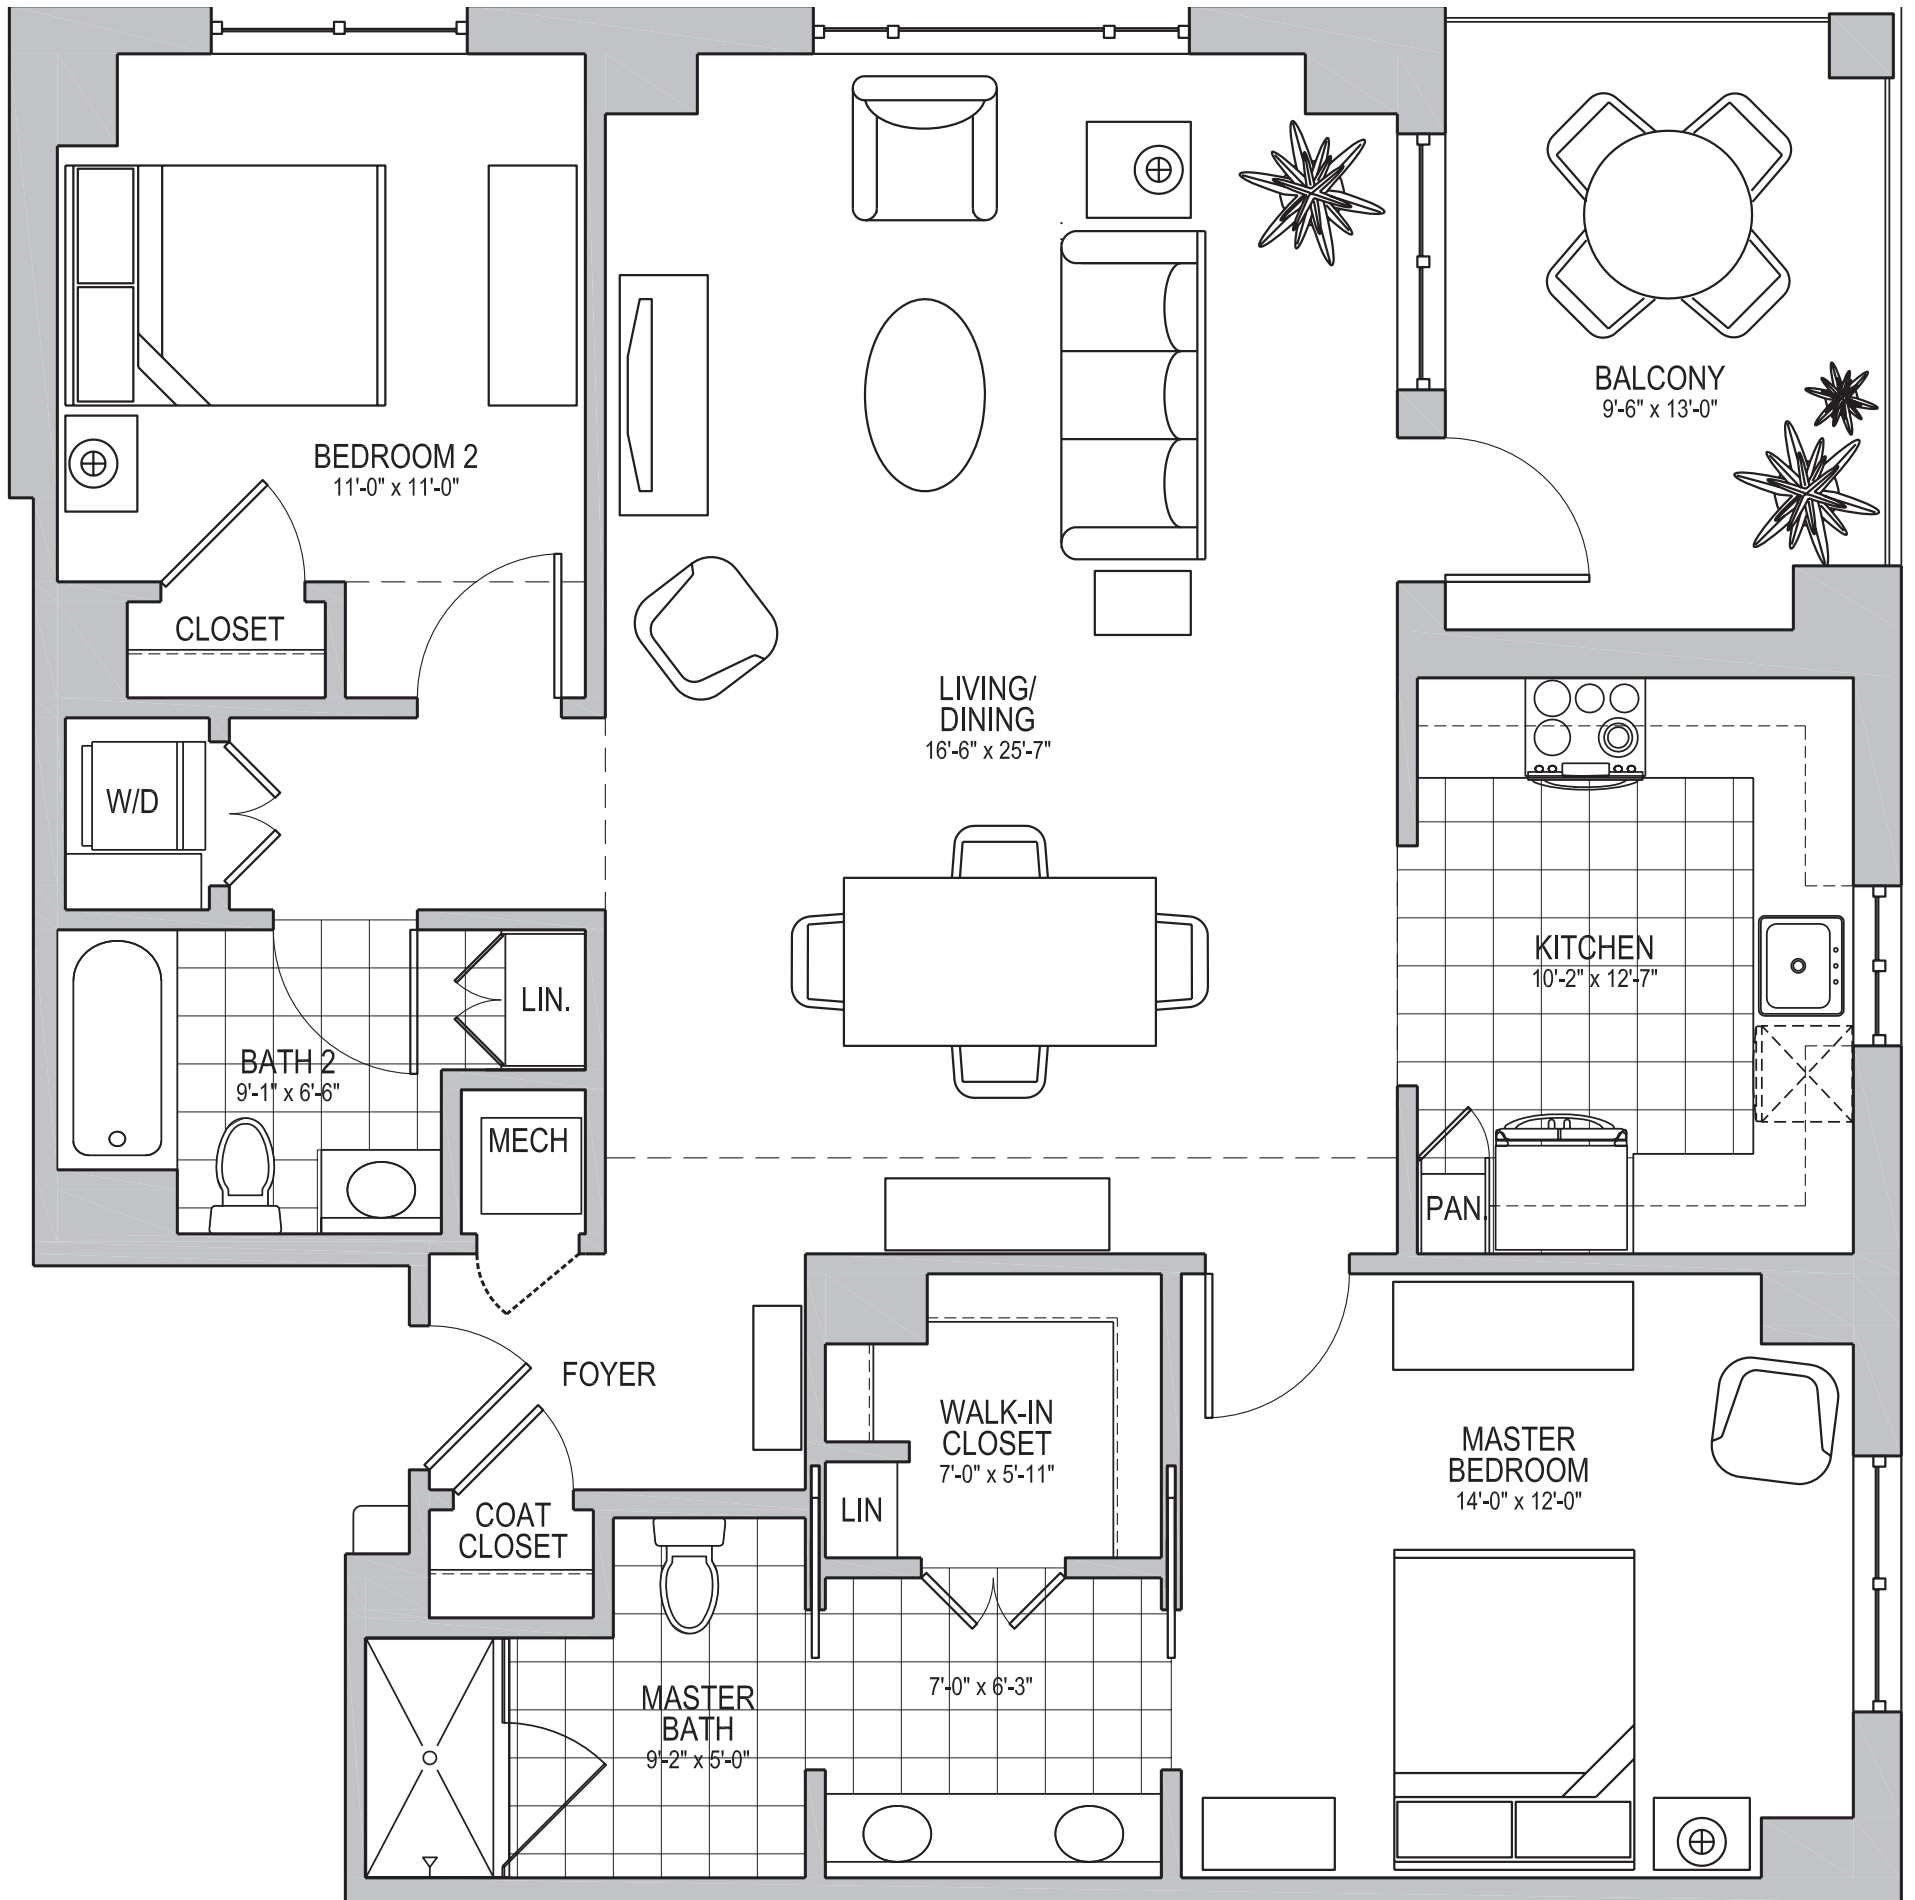 BALCONY
9'-6" x 13'-0"
BEDROOM 2
11'-0" x 11'-0"
CLOSET
LIVING/
DINING
16'-6" x 25'-7"
W/D
KITCHEN
10'-2" x 12'-7"
LIN.
BATH 2
9'-1" x 6'-6"
MECH
PAN.
FOYER
WALK-IN
CLOSET
7'-0" x 5'-11"
MASTER
BEDROOM
14'-0" x 12'-0"
LIN
COAT
CLOSET
7'-0" x 6'-3"
MASTER
BATH
9'-2" x 5'-0"